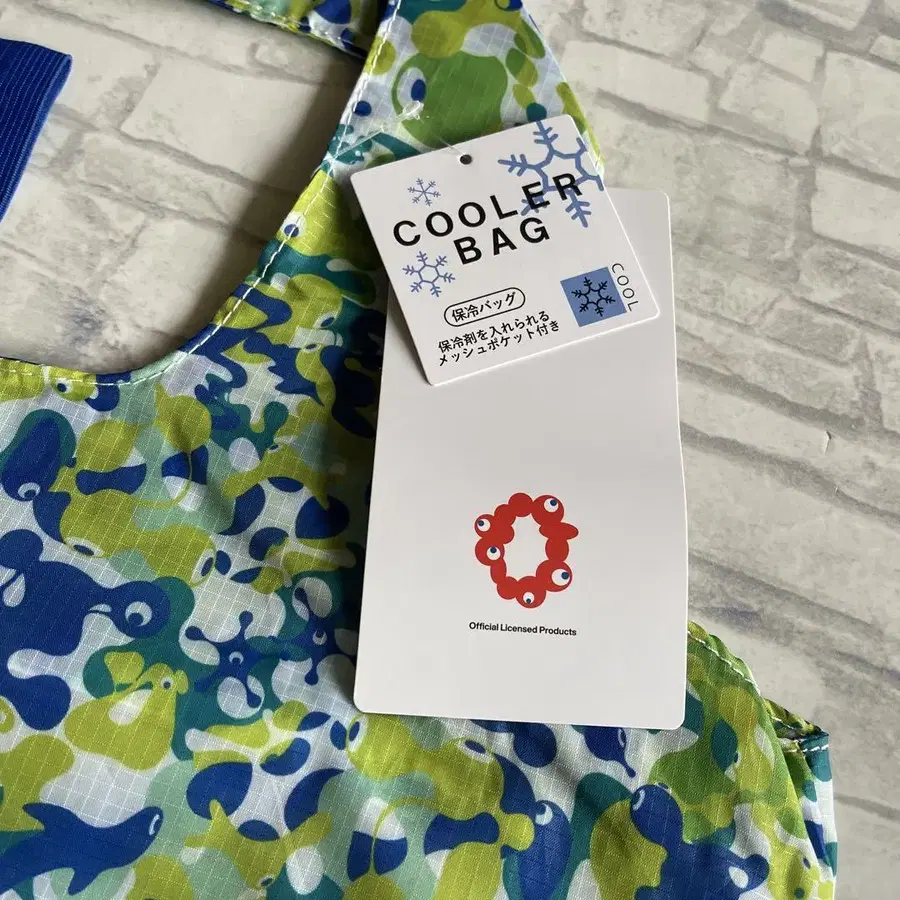 COOLER
BAG
COOL
保冷バッグ
保冷剤を入れられる
メッシュポケット付き
Official Licensed Products